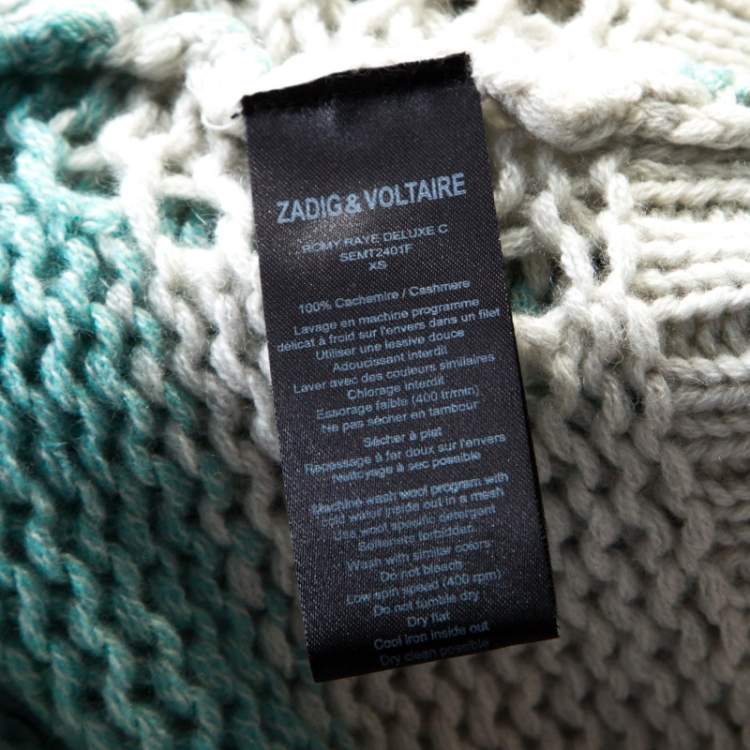 ZADIG & VOLTAIRE
ROMY RAYE DELUXE C
SEMT2401F
XS
100% Cachemire / Cashmere
Lavage en machine programme
délicat à froid sur l'envers dans un filet
Utiliser une lessive douce
Adoucissant interdit
Laver avec des couleurs similaires
Chlorage interdit
Essorage faible (400 tr/min)
Ne pas sécher en tambour
Sécher à plat
Repassage à fer doux sur l'envers
Nettoyage à sec possible
Machine wash wool program with
cold water inside out in a mesh
Use wool specific detergent
Softeners forbidden
Wash with similar colors
Do not bleach
Low spin speed (400 rpm)
Do not tumble dry
Dry flat
Cool iron inside out
Dry clean possible